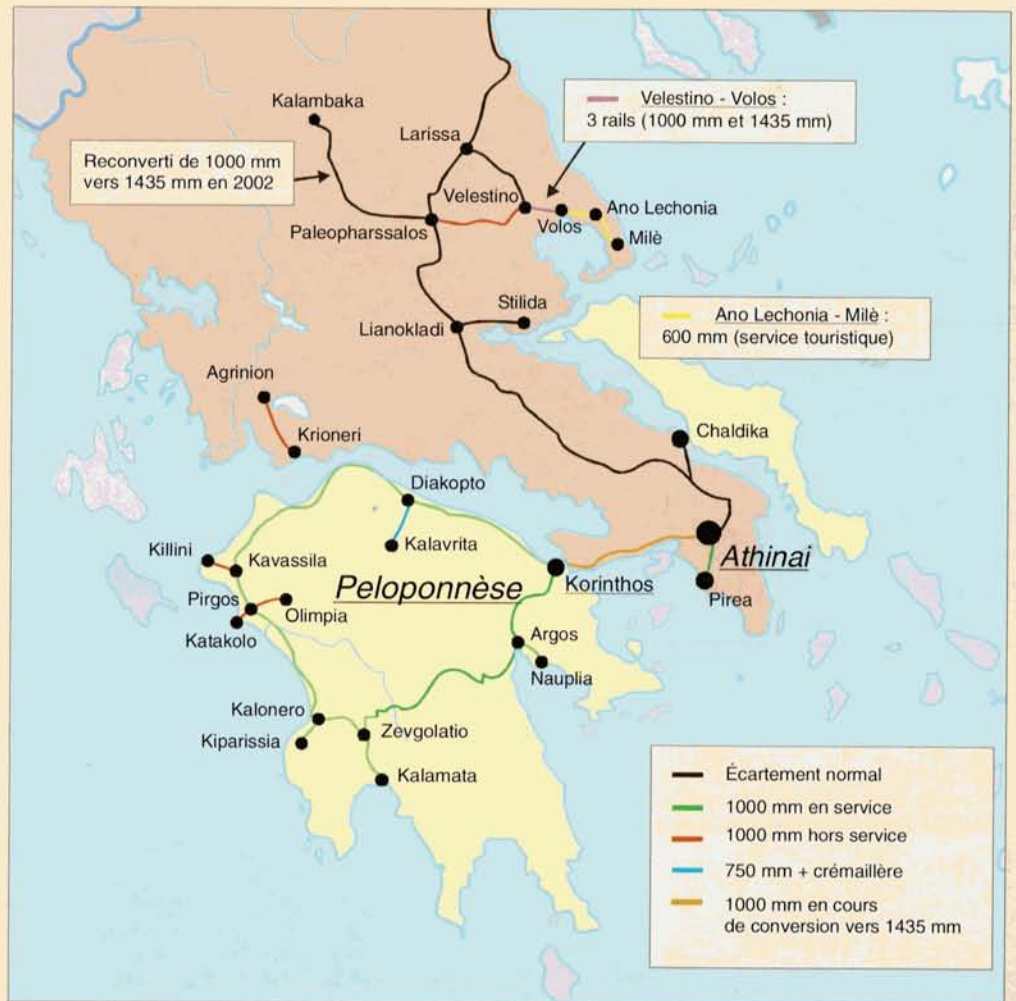 Kalambaka
Larissa
Velestino - Volos :
3 rails (1000 mm et 1435 mm)
Reconverti de 1000 mm
vers 1435 mm en 2002
Velestino
Paleopharssalos
Volos
Ano Lechonia
Milè
Stilida
Lianokladi
Ano Lechonia - Milè :
600 mm (service touristique)
Agrinion
Krioneri
Chaldika
Diakopto
Kalavrita
Athinai
Killini
Kavassila
Peloponnèse
Korinthos
Pirea
Pirgos
Olimpia
Katakolo
Argos
Nauplia
Kalonero
Zevgolatio
Kiparissia
Kalamata
Écartement normal
1000 mm en service
1000 mm hors service
750 mm + crémaillère
1000 mm en cours
de conversion vers 1435 mm